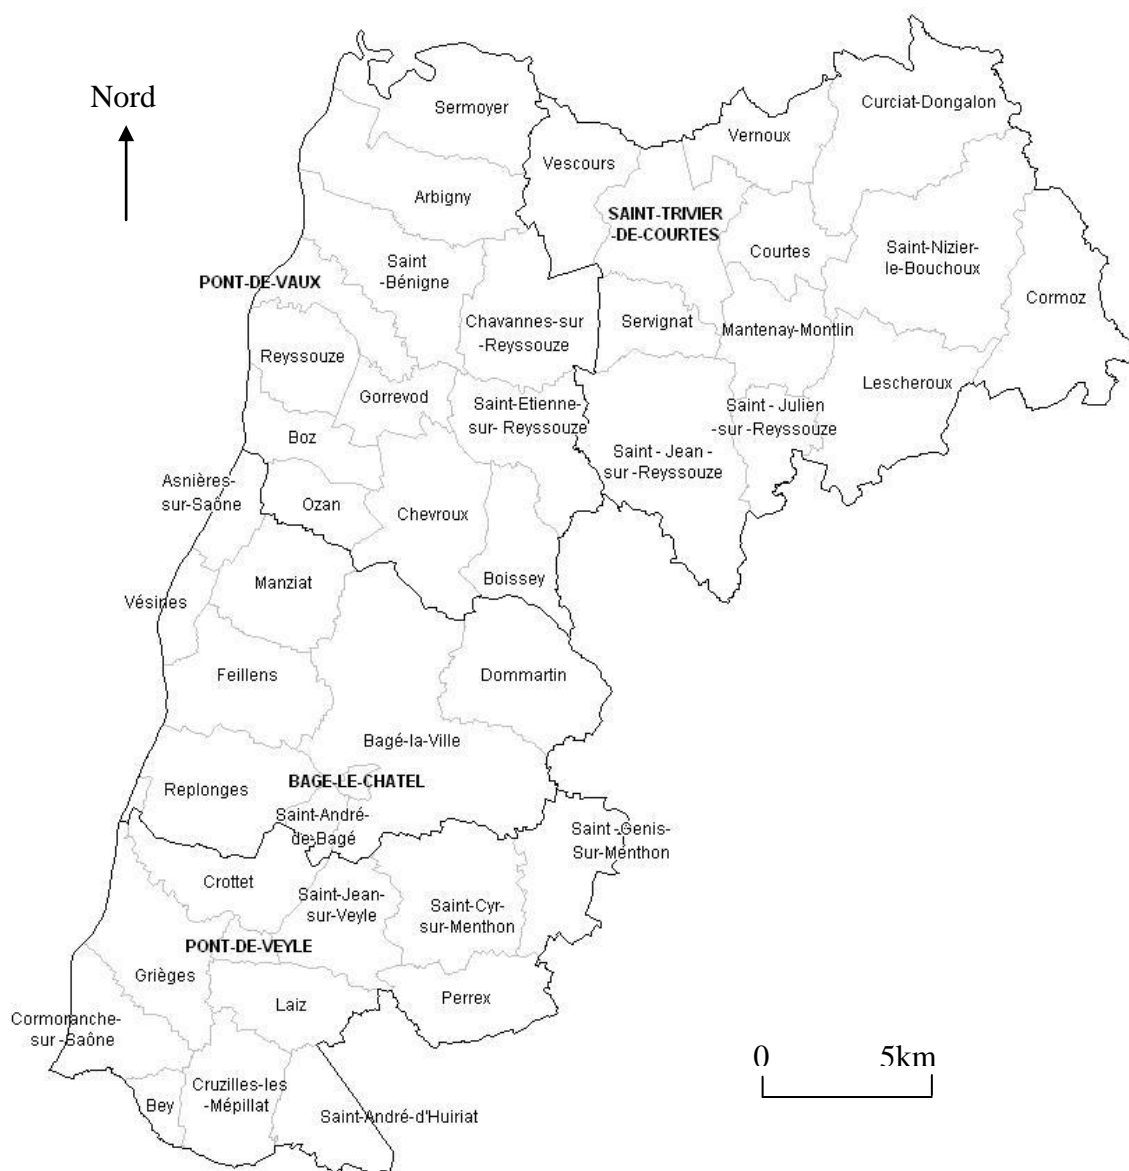 Nord
Sermoyer
Curciat-Dongalon
Vernoux
Vescours
Arbigny
SAINT-TRIVIER
-DE-COURTES
Courtes
Saint-Nizier-
le-Bouchoux
Saint
-Bénigne
PONT-DE-VAUX
Cormoz
Chavannes-sur
-Reyssouze
Servignat
Mantenay-Montlin
Reyssouze
Gorrevod
Saint-Etienne-
sur- Reyssouze
Lescheroux
Saint - Julien
-sur -Reyssouze
Boz
Saint - Jean -
sur -Reyssouze
Asnières-
sur-Saône
Ozan
Chevroux
Boissey
Manziat
Vésines
Feillens
Dommartin
Bagé-la-Ville
BAGE-LE-CHATEL
Replonges
Saint-André-
de-Bagé
Saint -Genis-
Sur-Menthon
Crottet
Saint-Jean-
sur-Veyle
Saint-Cyr-
sur-Menthon
PONT-DE-VEYLE
Grièges
Laiz
Perrex
Cormoranche-
sur -Saône
0 5km
Bey
Cruzilles-les
-Mépillat
Saint-André-d'Huiriat